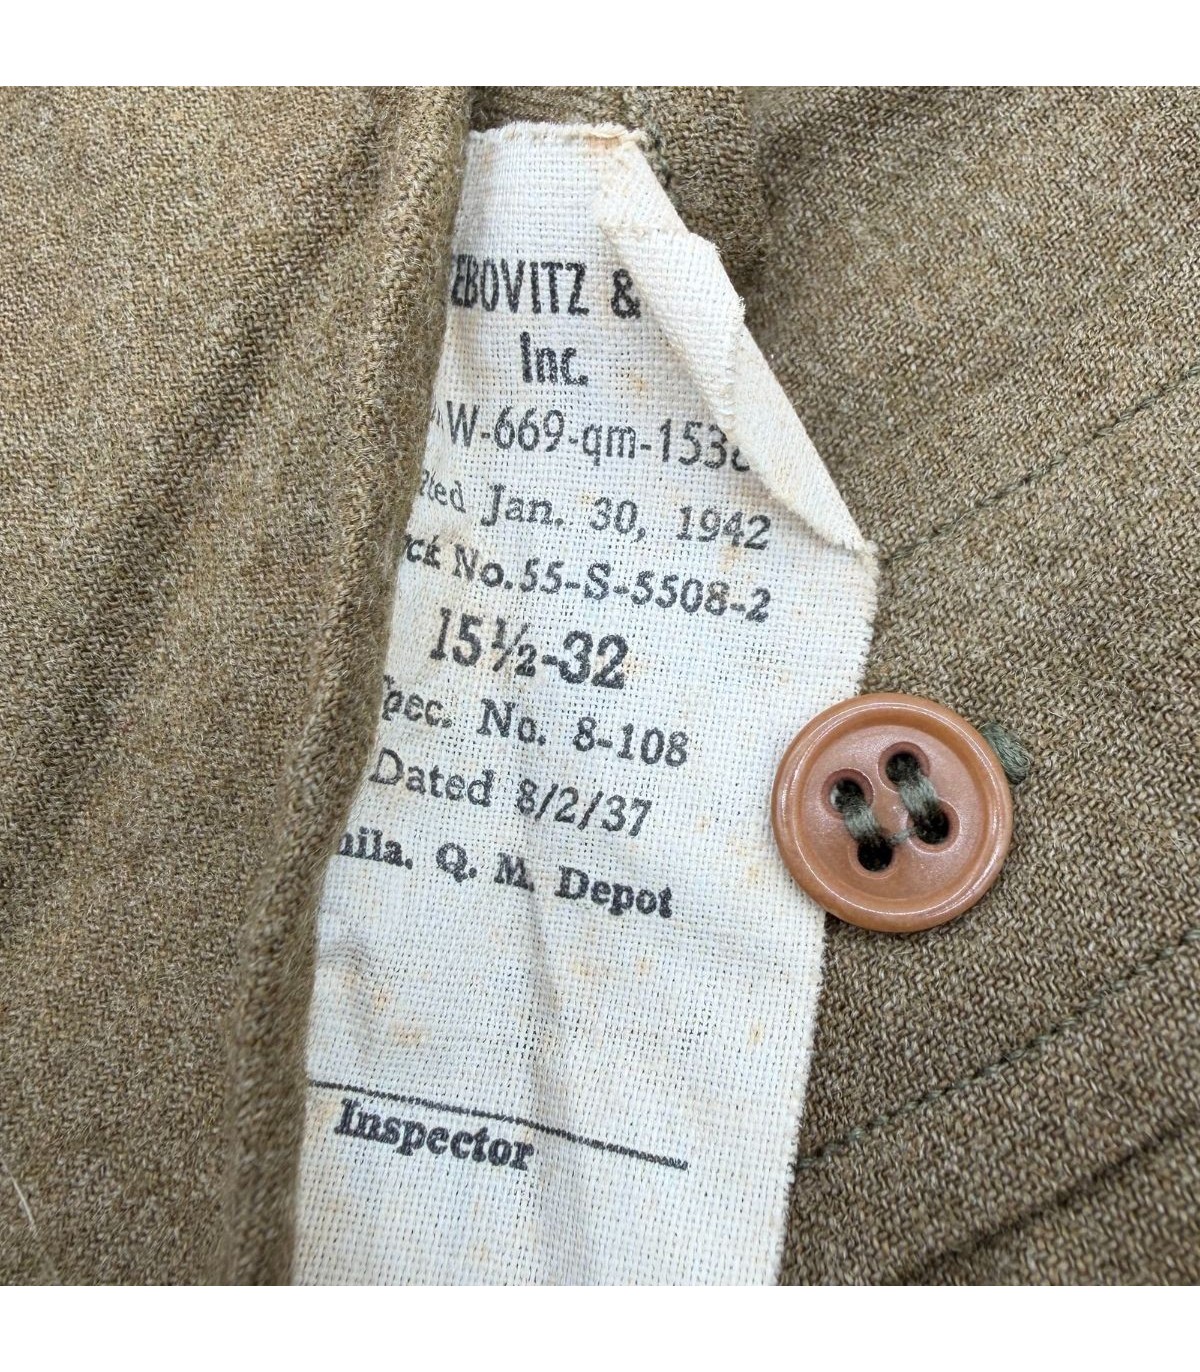 EBOVITZ &
Inc.
W-669-qm-153
ted Jan. 30, 1942
ck No. 55-S-5508-2
15½-32
pec. No. 8-108
Dated 8/2/37
hila. Q. M. Depot
Inspector